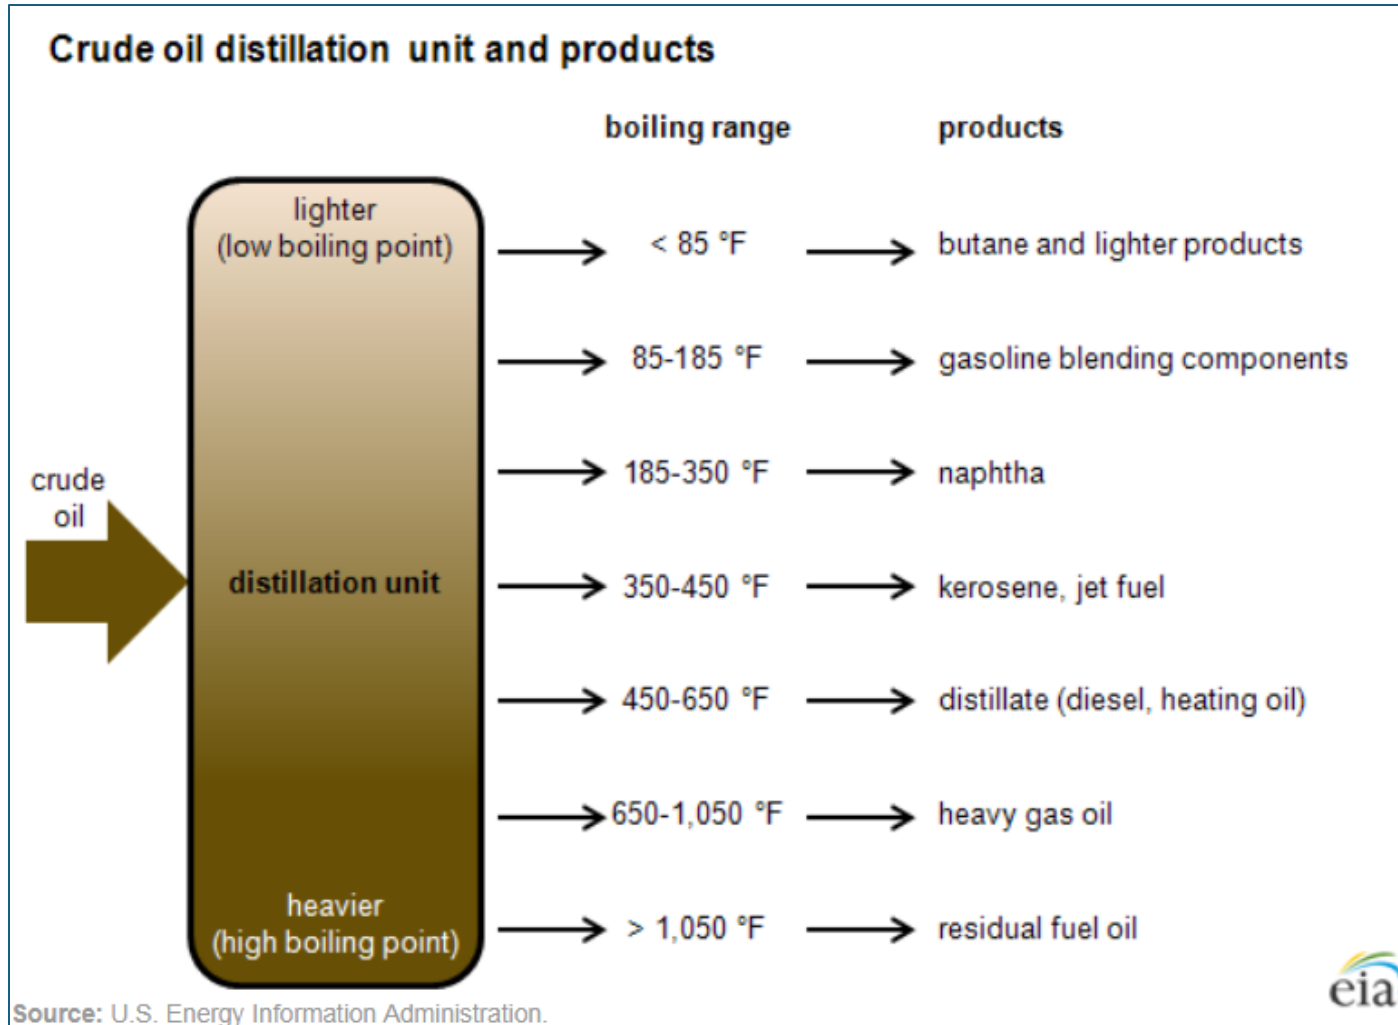 Crude oil distillation unit and products
boiling range products
lighter
(low boiling point)
< 85 °F butane and lighter products
85-185 °F gasoline blending components
185-350 °F naphtha
crude
oil
distillation unit
350-450 °F kerosene, jet fuel
450-650 °F distillate (diesel, heating oil)
650-1,050 °F heavy gas oil
heavier
(high boiling point)
> 1,050 °F residual fuel oil
eia
Source: U.S. Energy Information Administration.